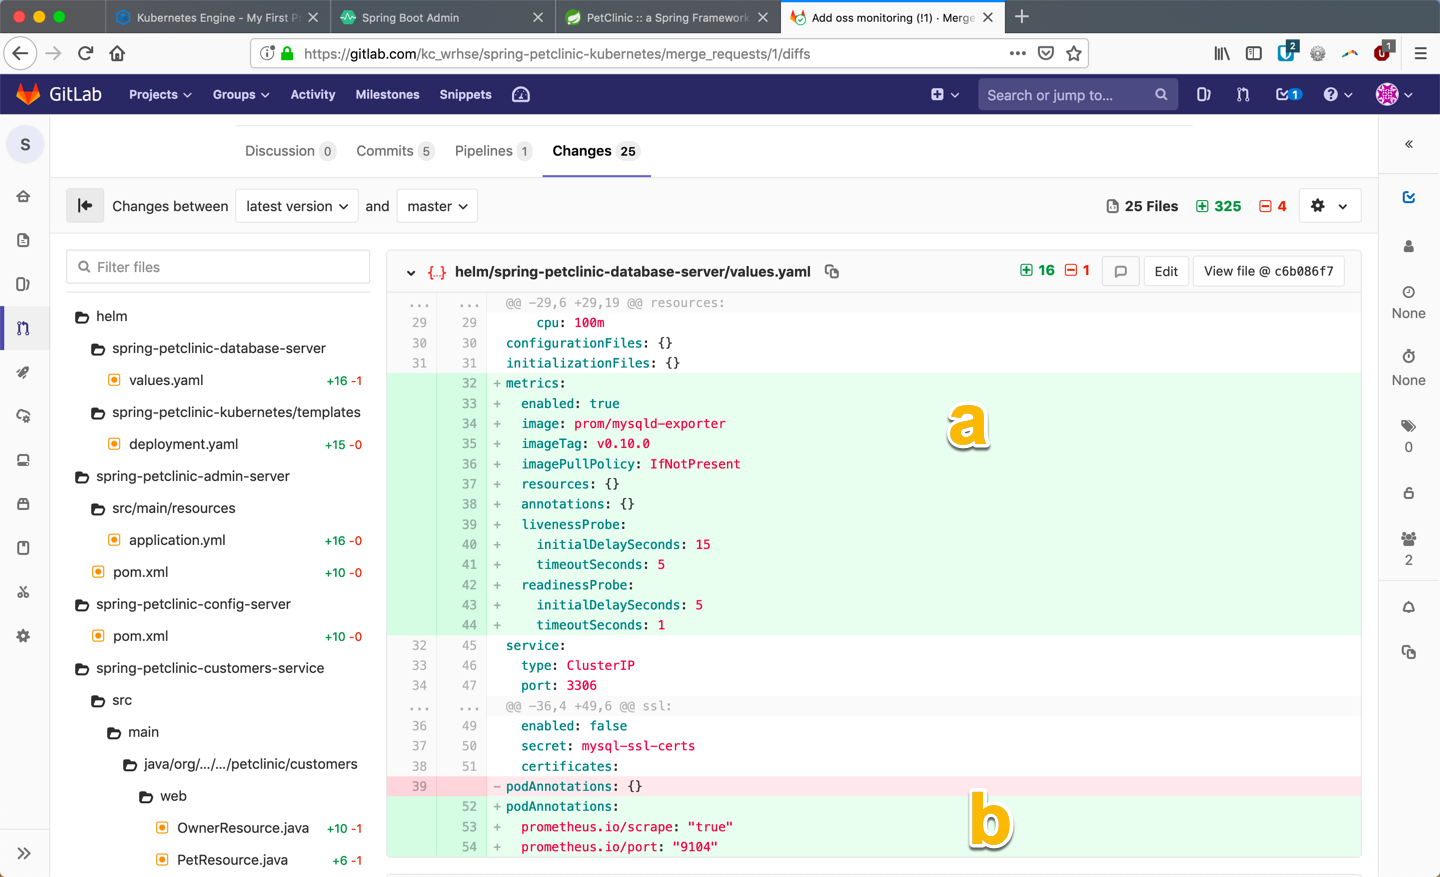 Kubernetes Engine - My First P
Spring Boot Admin
PetClinic :: a Spring Framework
Add oss monitoring (!1) · Merge
https://gitlab.com/kc_wrhse/spring-petclinic-kubernetes/merge_requests/1/diffs
2
1
GitLab
Projects
Groups
Activity
Milestones
Snippets
Search or jump to...
1
S
Discussion 0
Commits 5
Pipelines 1
Changes 25
Changes between latest version and master
25 Files
325
4
Filter files
helm
spring-petclinic-database-server
values.yaml +16 -1
spring-petclinic-kubernetes/templates
deployment.yaml +15 -0
spring-petclinic-admin-server
src/main/resources
application.yml +16 -0
pom.xml +10 -0
spring-petclinic-config-server
pom.xml +10 -0
spring-petclinic-customers-service
src
main
java/org/.../.../petclinic/customers
web
OwnerResource.java +10 -1
PetResource.java +6 -1
{..} helm/spring-petclinic-database-server/values.yaml 16 1 Edit View file @ c6b086f7
... ... @@ -29,6 +29,19 @@ resources:
29 29 cpu: 100m
30 30 configurationFiles: {}
31 31 initializationFiles: {}
32 + metrics:
33 + enabled: true
34 + image: prom/mysqld-exporter
35 + imageTag: v0.10.0
36 + imagePullPolicy: IfNotPresent
37 + resources: {}
38 + annotations: {}
39 + livenessProbe:
40 + initialDelaySeconds: 15
41 + timeoutSeconds: 5
42 + readinessProbe:
43 + initialDelaySeconds: 5
44 + timeoutSeconds: 1
32 45 service:
33 46 type: ClusterIP
34 47 port: 3306
... ... @@ -36,4 +49,6 @@ ssl:
36 49 enabled: false
37 50 secret: mysql-ssl-certs
38 51 certificates:
39 - podAnnotations: {}
52 + podAnnotations:
53 + prometheus.io/scrape: "true"
54 + prometheus.io/port: "9104"
a
b
None
None
0
2